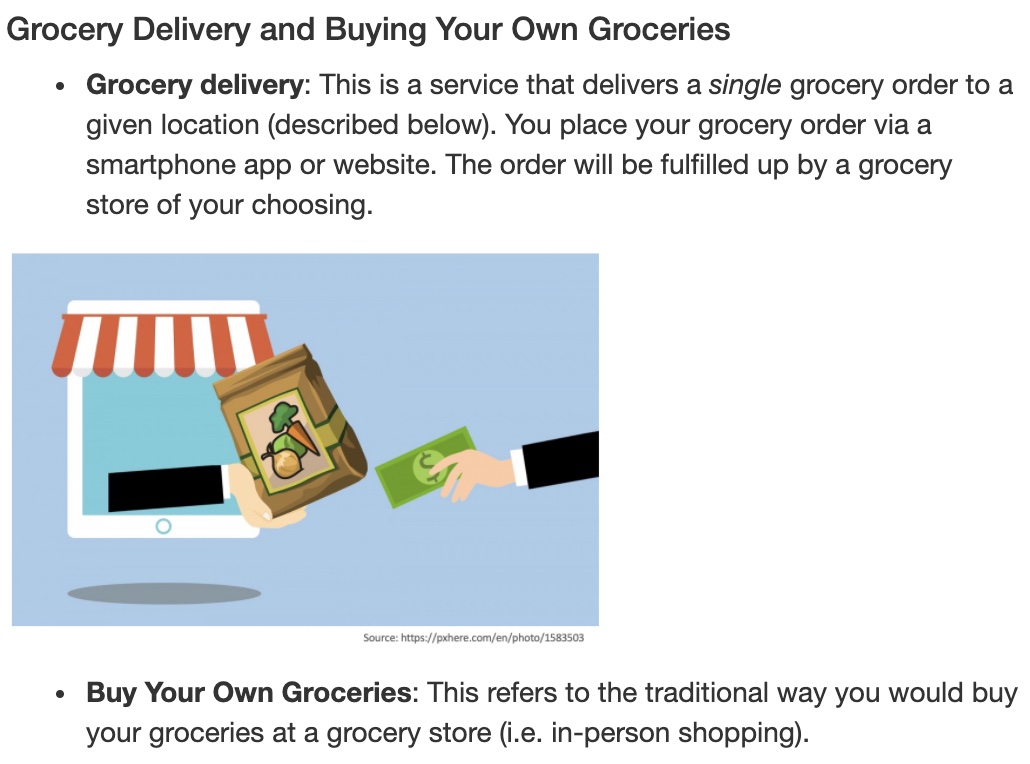 Grocery Delivery and Buying Your Own Groceries
• Grocery delivery: This is a service that delivers a single grocery order to a
given location (described below). You place your grocery order via a
smartphone app or website. The order will be fulfilled up by a grocery
store of your choosing.
$
Source: https://pxhere.com/en/photo/1583503
• Buy Your Own Groceries: This refers to the traditional way you would buy
your groceries at a grocery store (i.e. in-person shopping).